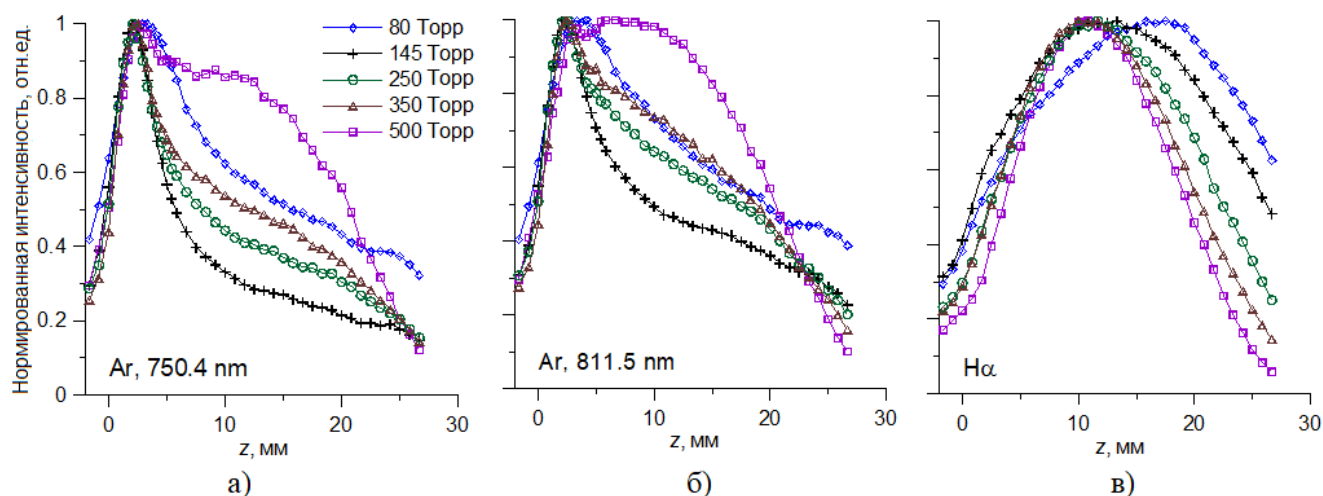 Нормированная интенсивность, отн.ед.
1
0.8
0.6
0.4
0.2
0
80 Торр
145 Торр
250 Торр
350 Торр
500 Торр
Ar, 750.4 nm
Ar, 811.5 nm
Hα
0 10 20 30
0 10 20 30
0 10 20 30
z, мм
z, мм
z, мм
а)
б)
в)